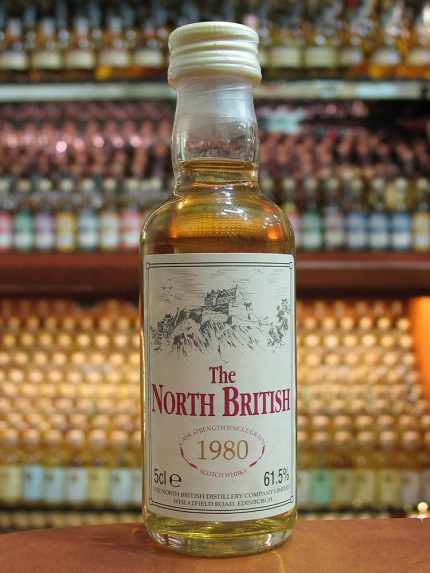 The
NORTH BRITISH
CASK STRENGTH SINGLE GRAIN
1980
SCOTCH WHISKY
5cl e 61.5%
THE NORTH BRITISH DISTILLERY COMPANY LIMITED
WHEATFIELD ROAD, EDINBURGH